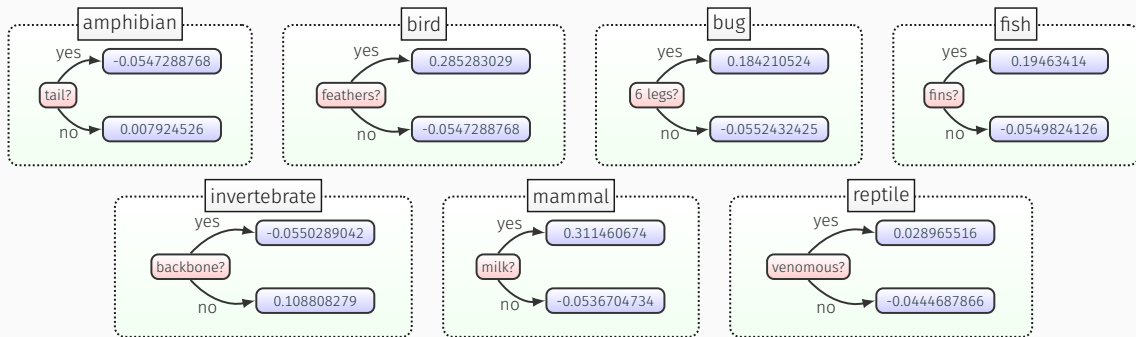 amphibian
yes
-0.0547288768
tail?
no
0.007924526
bird
yes
0.285283029
feathers?
no
-0.0547288768
bug
yes
0.184210524
6 legs?
no
-0.0552432425
fish
yes
0.19463414
fins?
no
-0.0549824126
invertebrate
yes
-0.0550289042
backbone?
no
0.108808279
mammal
yes
0.311460674
milk?
no
-0.0536704734
reptile
yes
0.028965516
venomous?
no
-0.0444687866